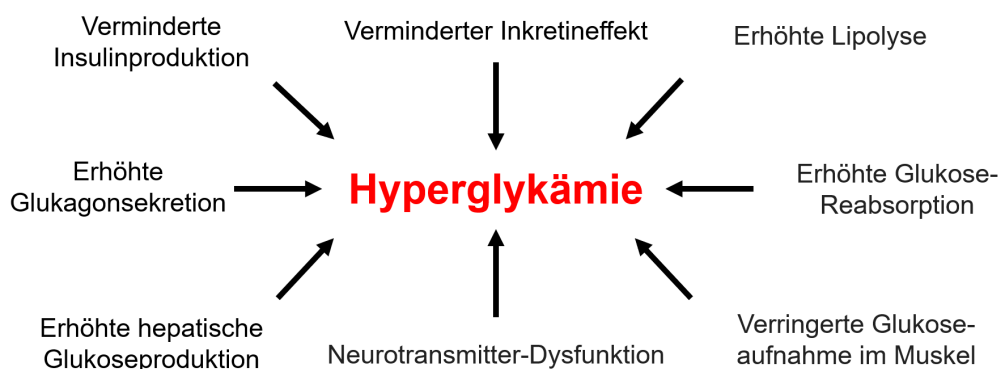 Verminderte
Insulinproduktion
Verminderter Inkretineffekt
Erhöhte Lipolyse
Erhöhte
Glukagonsekretion
Hyperglykämie
Erhöhte Glukose-
Reabsorption
Erhöhte hepatische
Glukoseproduktion
Neurotransmitter-Dysfunktion
Verringerte Glukose-
aufnahme im Muskel